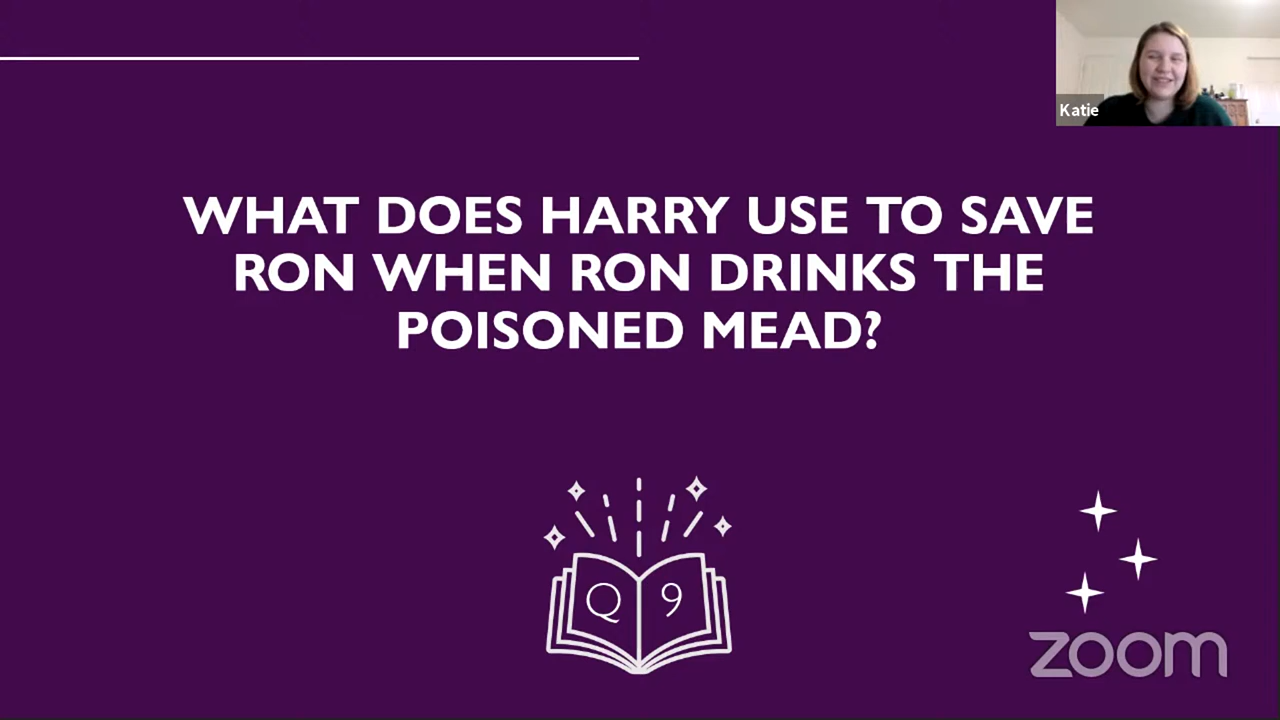 Katie
WHAT DOES HARRY USE TO SAVE
RON WHEN RON DRINKS THE
POISONED MEAD?
Q 9
zoom